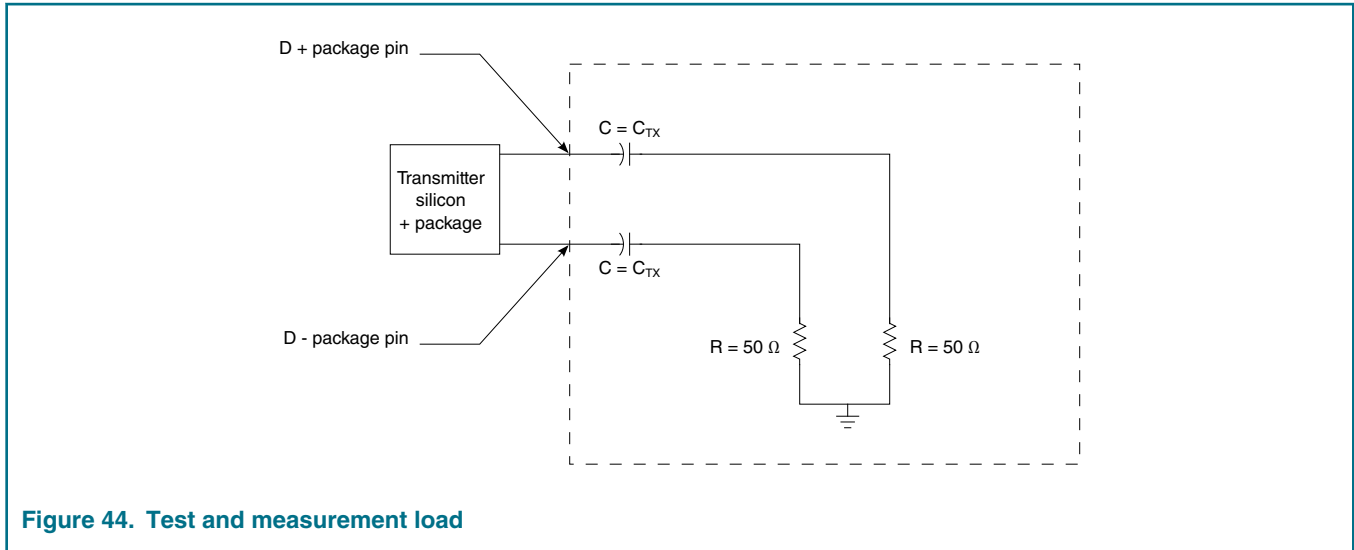 D + package pin
C = CTX
Transmitter
silicon
+ package
C = CTX
D - package pin
R = 50 Ω
R = 50 Ω
Figure 44. Test and measurement load